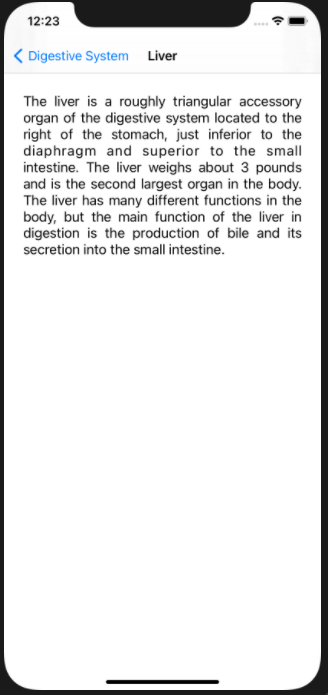 12:23
Digestive System Liver
The liver is a roughly triangular accessory
organ of the digestive system located to the
right of the stomach, just inferior to the
diaphragm and superior to the small
intestine. The liver weighs about 3 pounds
and is the second largest organ in the body.
The liver has many different functions in the
body, but the main function of the liver in
digestion is the production of bile and its
secretion into the small intestine.